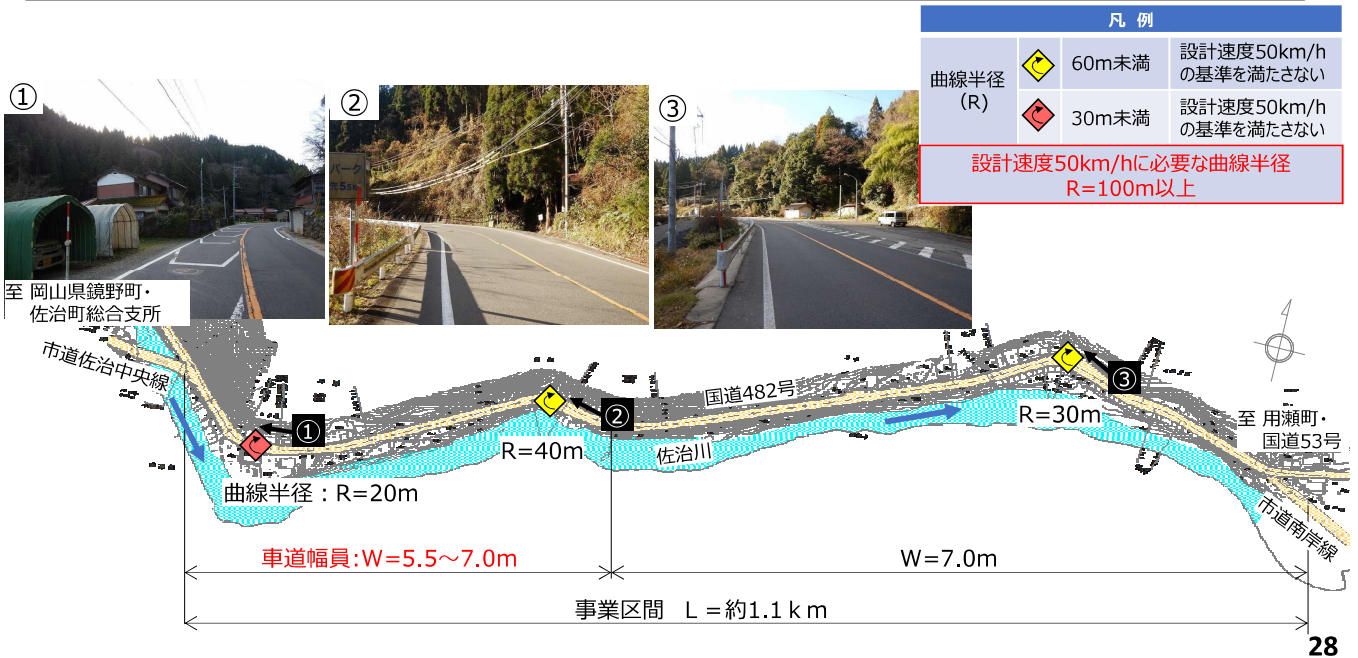 凡 例
曲線半径
(R)
60m未満
設計速度50km/h
の基準を満たさない
30m未満
設計速度50km/h
の基準を満たさない
設計速度50km/hに必要な曲線半径
R=100m以上
①
②
③
パーク
至 岡山県鏡野町・
佐治町総合支所
市道佐治中央線
①
曲線半径：R=20m
R=40m
②
国道482号
佐治川
R=30m
③
至 用瀬町・
国道53号
市道南岸線
車道幅員:W=5.5～7.0m
W=7.0m
事業区間 L＝約1.1ｋｍ
28